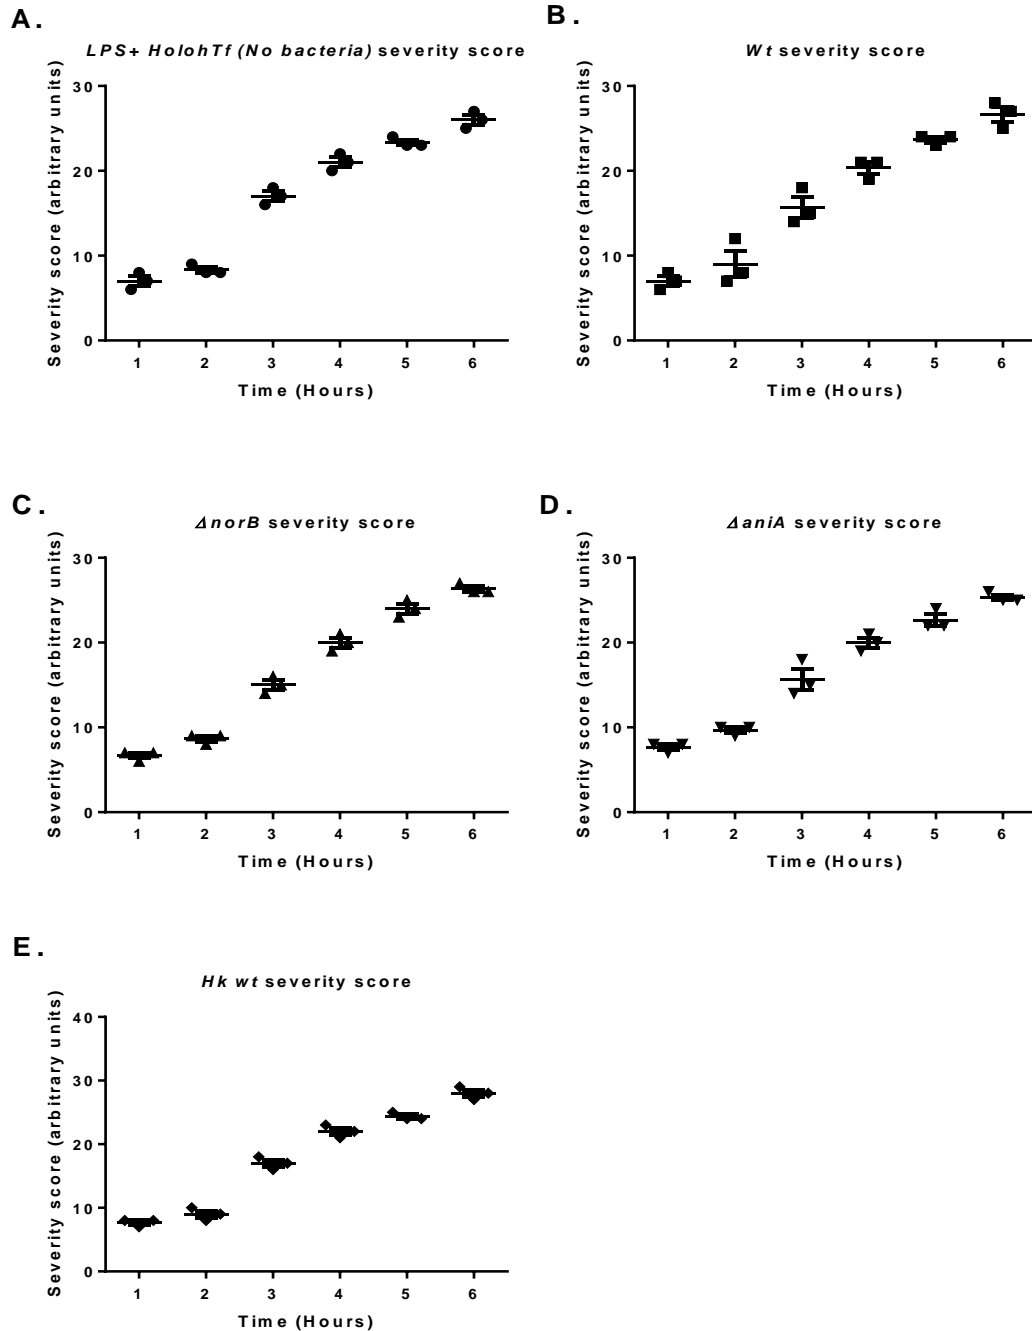 A.
LPS+ HolohTf (No bacteria) severity score
Severity score (arbitrary units)
30
20
10
0
1 2 3 4 5 6
Time (Hours)
B.
Wt severity score
Severity score (arbitrary units)
30
20
10
0
1 2 3 4 5 6
Time (Hours)
C.
ΔnorB severity score
Severity score (arbitrary units)
30
20
10
0
1 2 3 4 5 6
Time (Hours)
D.
ΔaniA severity score
Severity score (arbitrary units)
30
20
10
0
1 2 3 4 5 6
Time (Hours)
E.
Hk wt severity score
Severity score (arbitrary units)
40
30
20
10
0
1 2 3 4 5 6
Time (Hours)